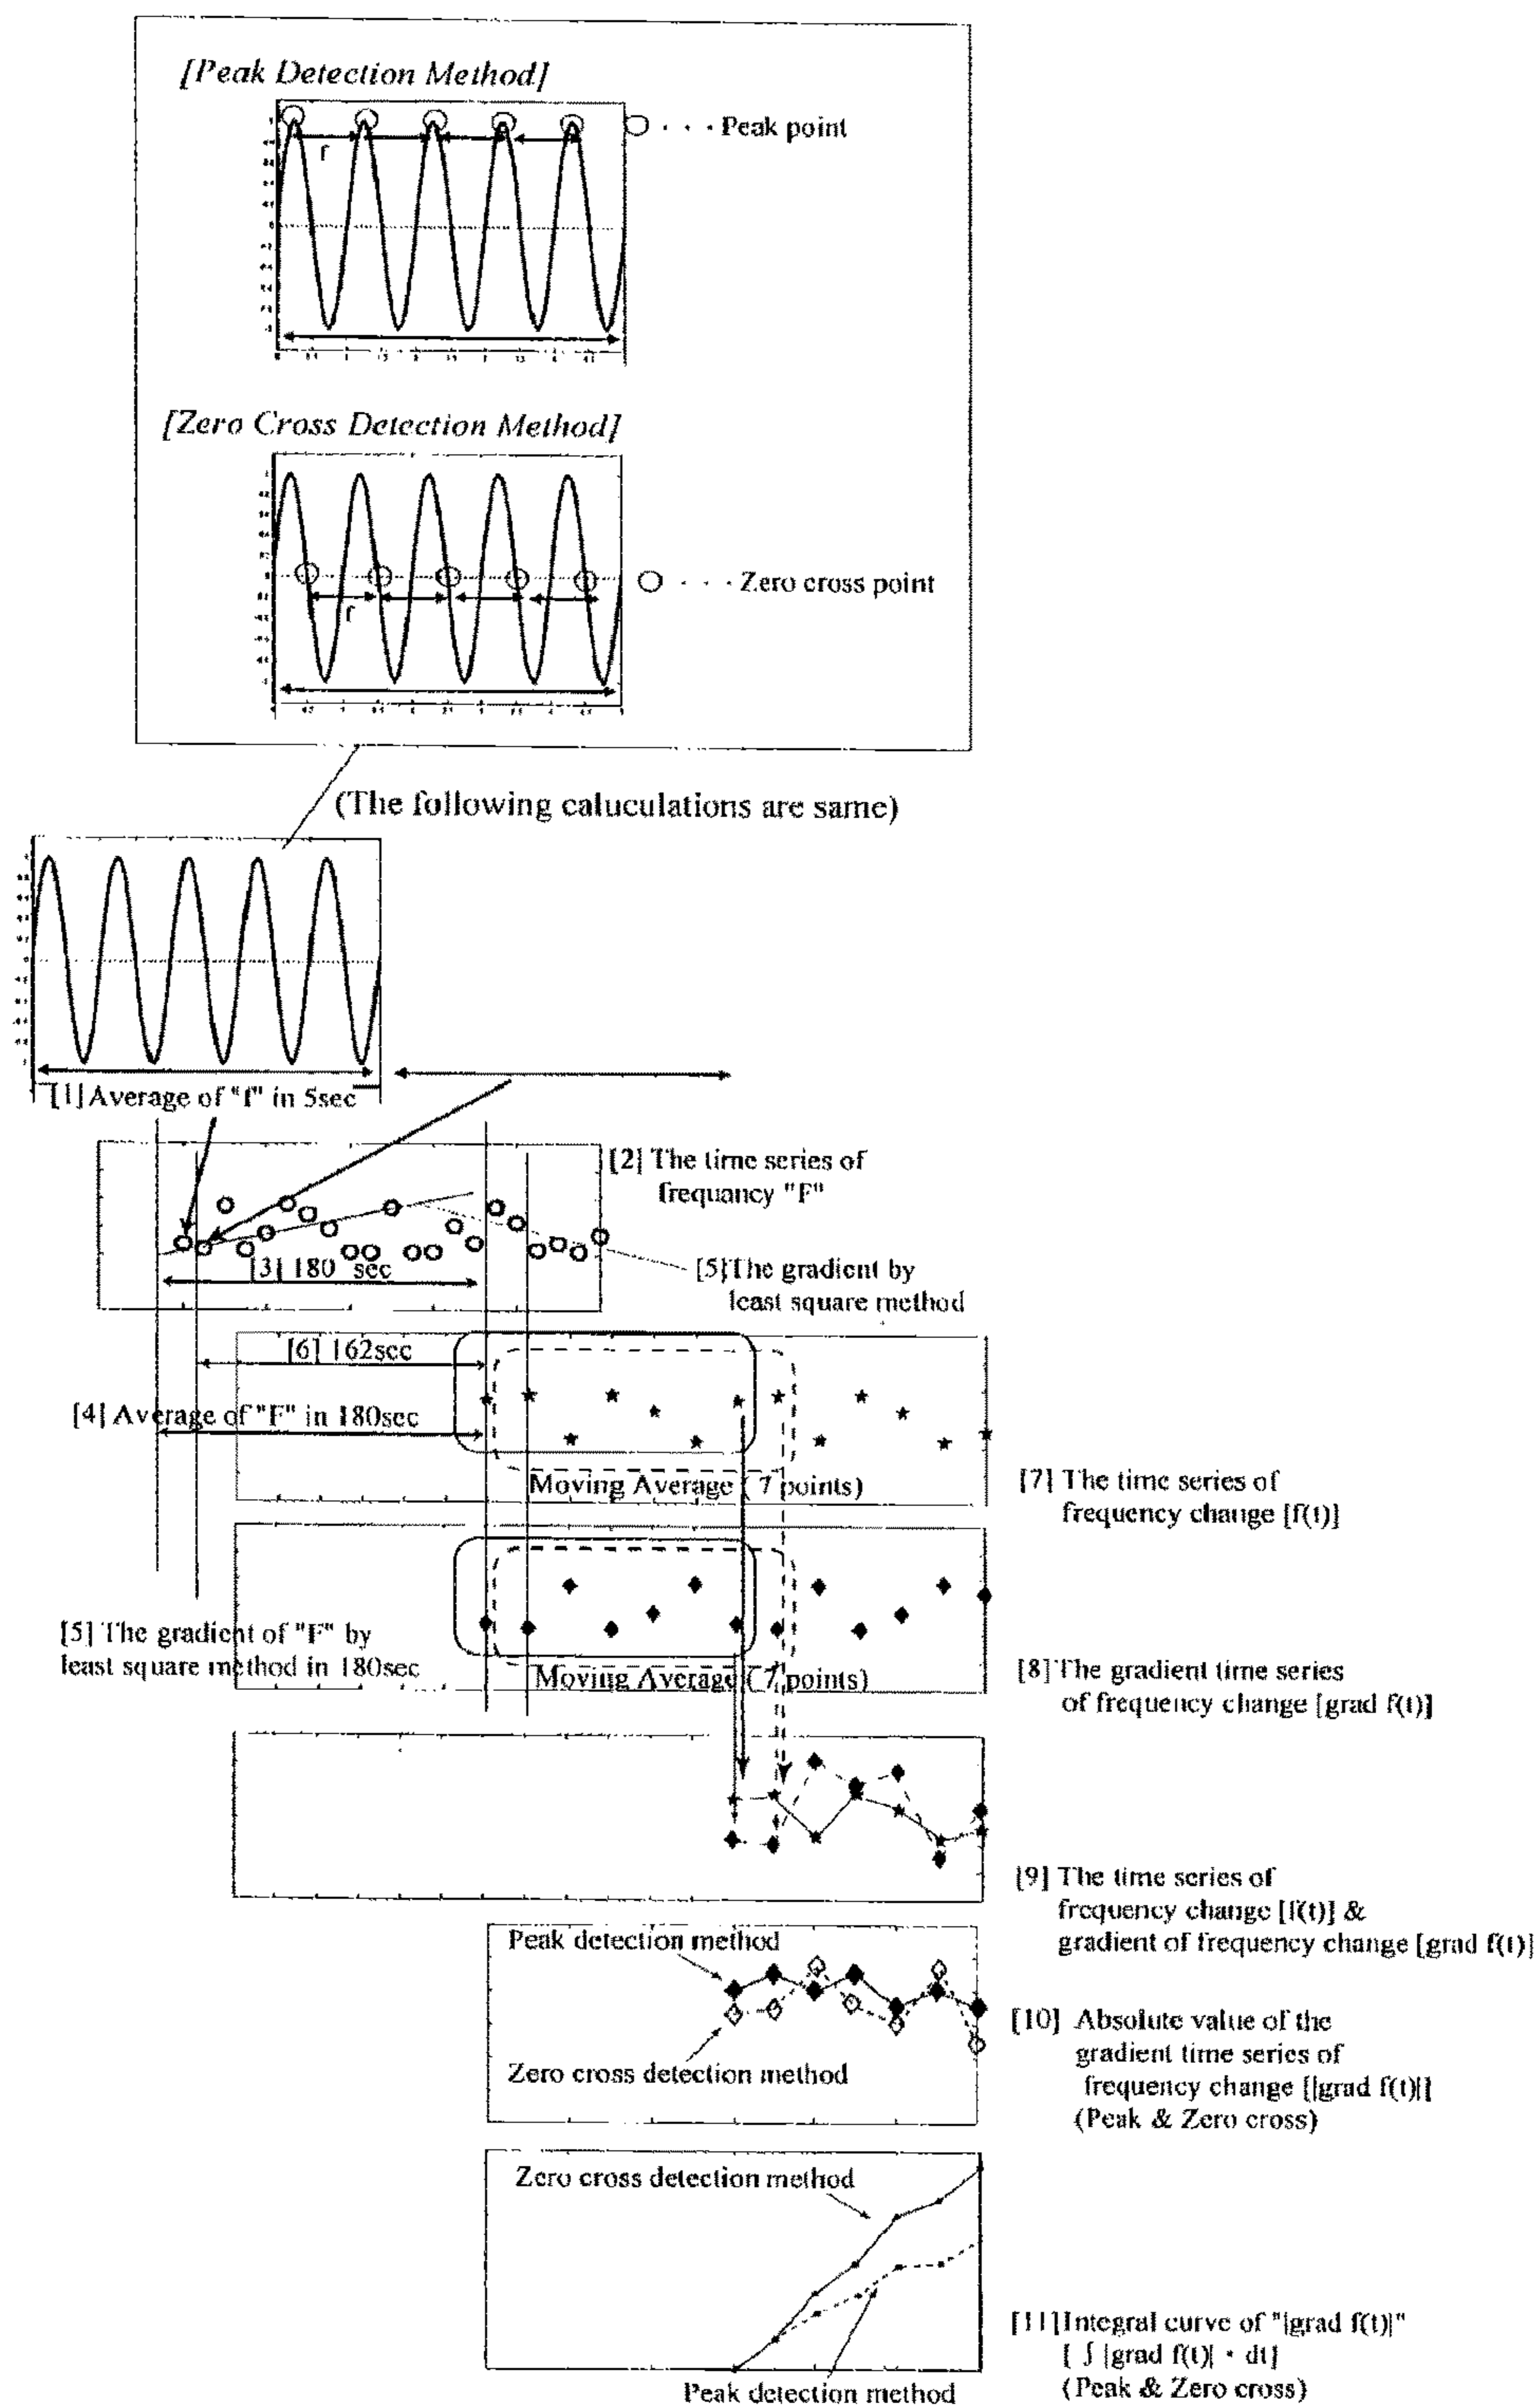 [Peak Detection Method]
· · · Peak point
f
[Zero Cross Detection Method]
· · · Zero cross point
f
(The following caluculations are same)
[1] Average of "f" in 5sec
[2] The time series of
frequancy "F"
[3] 180 sec
[5] The gradient by
least square method
[6] 162sec
[4] Average of "F" in 180sec
Moving Average ( 7 points)
[7] The time series of
frequency change [f(t)]
[5] The gradient of "F" by
least square method in 180sec
Moving Average ( 7 points)
[8] The gradient time series
of frequency change [grad f(t)]
[9] The time series of
frequency change [f(t)] &
gradient of frequency change [grad f(t)]
Peak detection method
Zero cross detection method
[10] Absolute value of the
gradient time series of
frequency change [|grad f(t)|]
(Peak & Zero cross)
Zero cross detection method
Peak detection method
[11] Integral curve of "|grad f(t)|"
[ ∫ |grad f(t)| · dt]
(Peak & Zero cross)